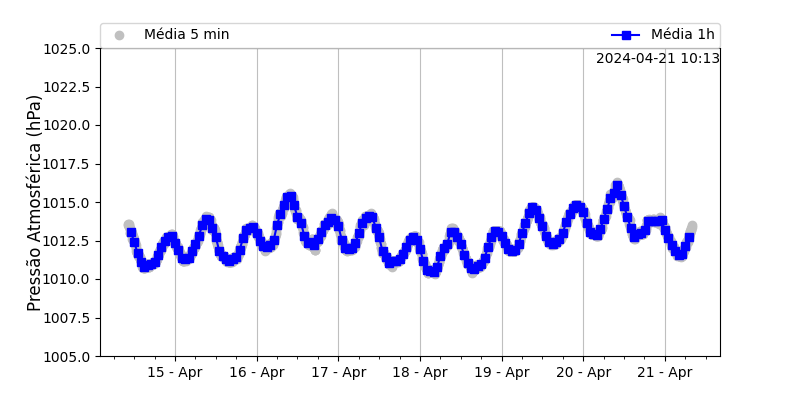 Média 5 min
Média 1h
2024-04-21 10:13
Pressão Atmosférica (hPa)
1025.0
1022.5
1020.0
1017.5
1015.0
1012.5
1010.0
1007.5
1005.0
15 - Apr
16 - Apr
17 - Apr
18 - Apr
19 - Apr
20 - Apr
21 - Apr